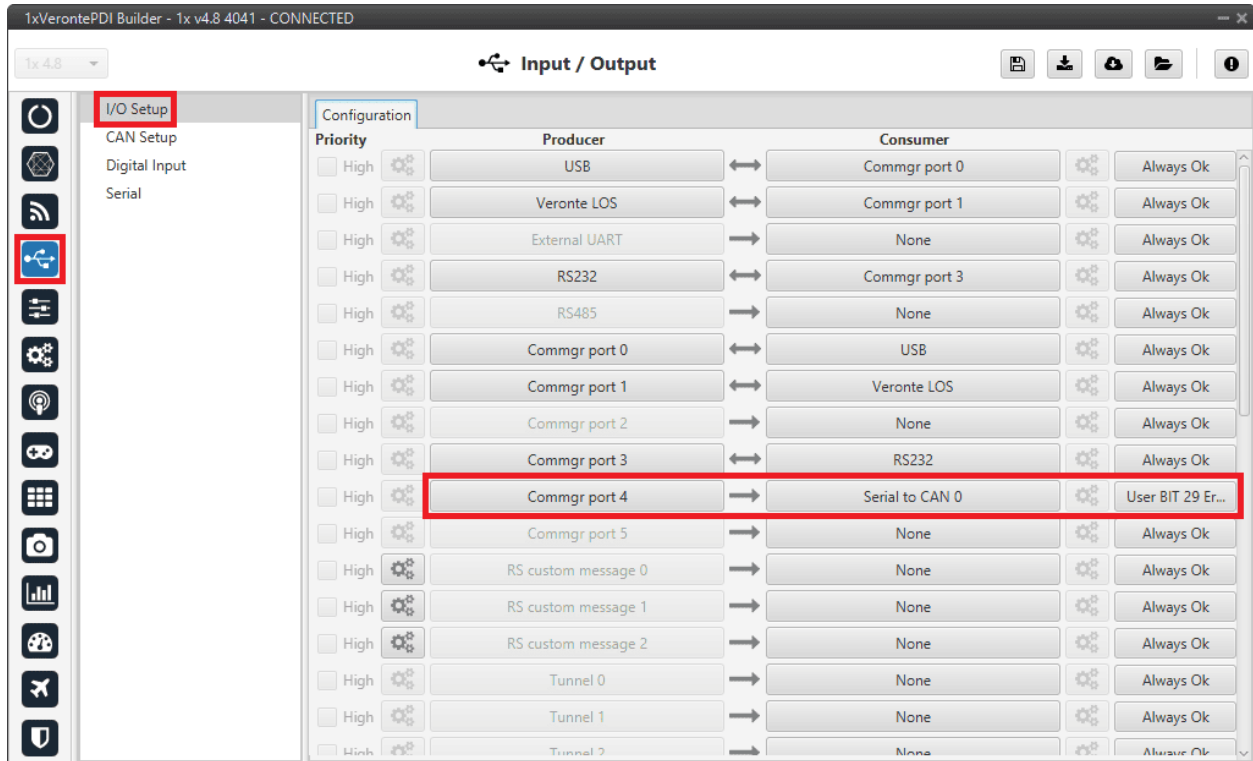 1xVerontePDI Builder - 1x v4.8 4041 - CONNECTED
1x 4.8
Input / Output
I/O Setup
CAN Setup
Digital Input
Serial
Configuration
Priority Producer Consumer
High USB Commgr port 0 Always Ok
High Veronte LOS Commgr port 1 Always Ok
High External UART None Always Ok
High RS232 Commgr port 3 Always Ok
High RS485 None Always Ok
High Commgr port 0 USB Always Ok
High Commgr port 1 Veronte LOS Always Ok
High Commgr port 2 None Always Ok
High Commgr port 3 RS232 Always Ok
High Commgr port 4 Serial to CAN 0 User BIT 29 Er...
High Commgr port 5 None Always Ok
High RS custom message 0 None Always Ok
High RS custom message 1 None Always Ok
High RS custom message 2 None Always Ok
High Tunnel 0 None Always Ok
High Tunnel 1 None Always Ok
High Tunnel 2 None Always Ok